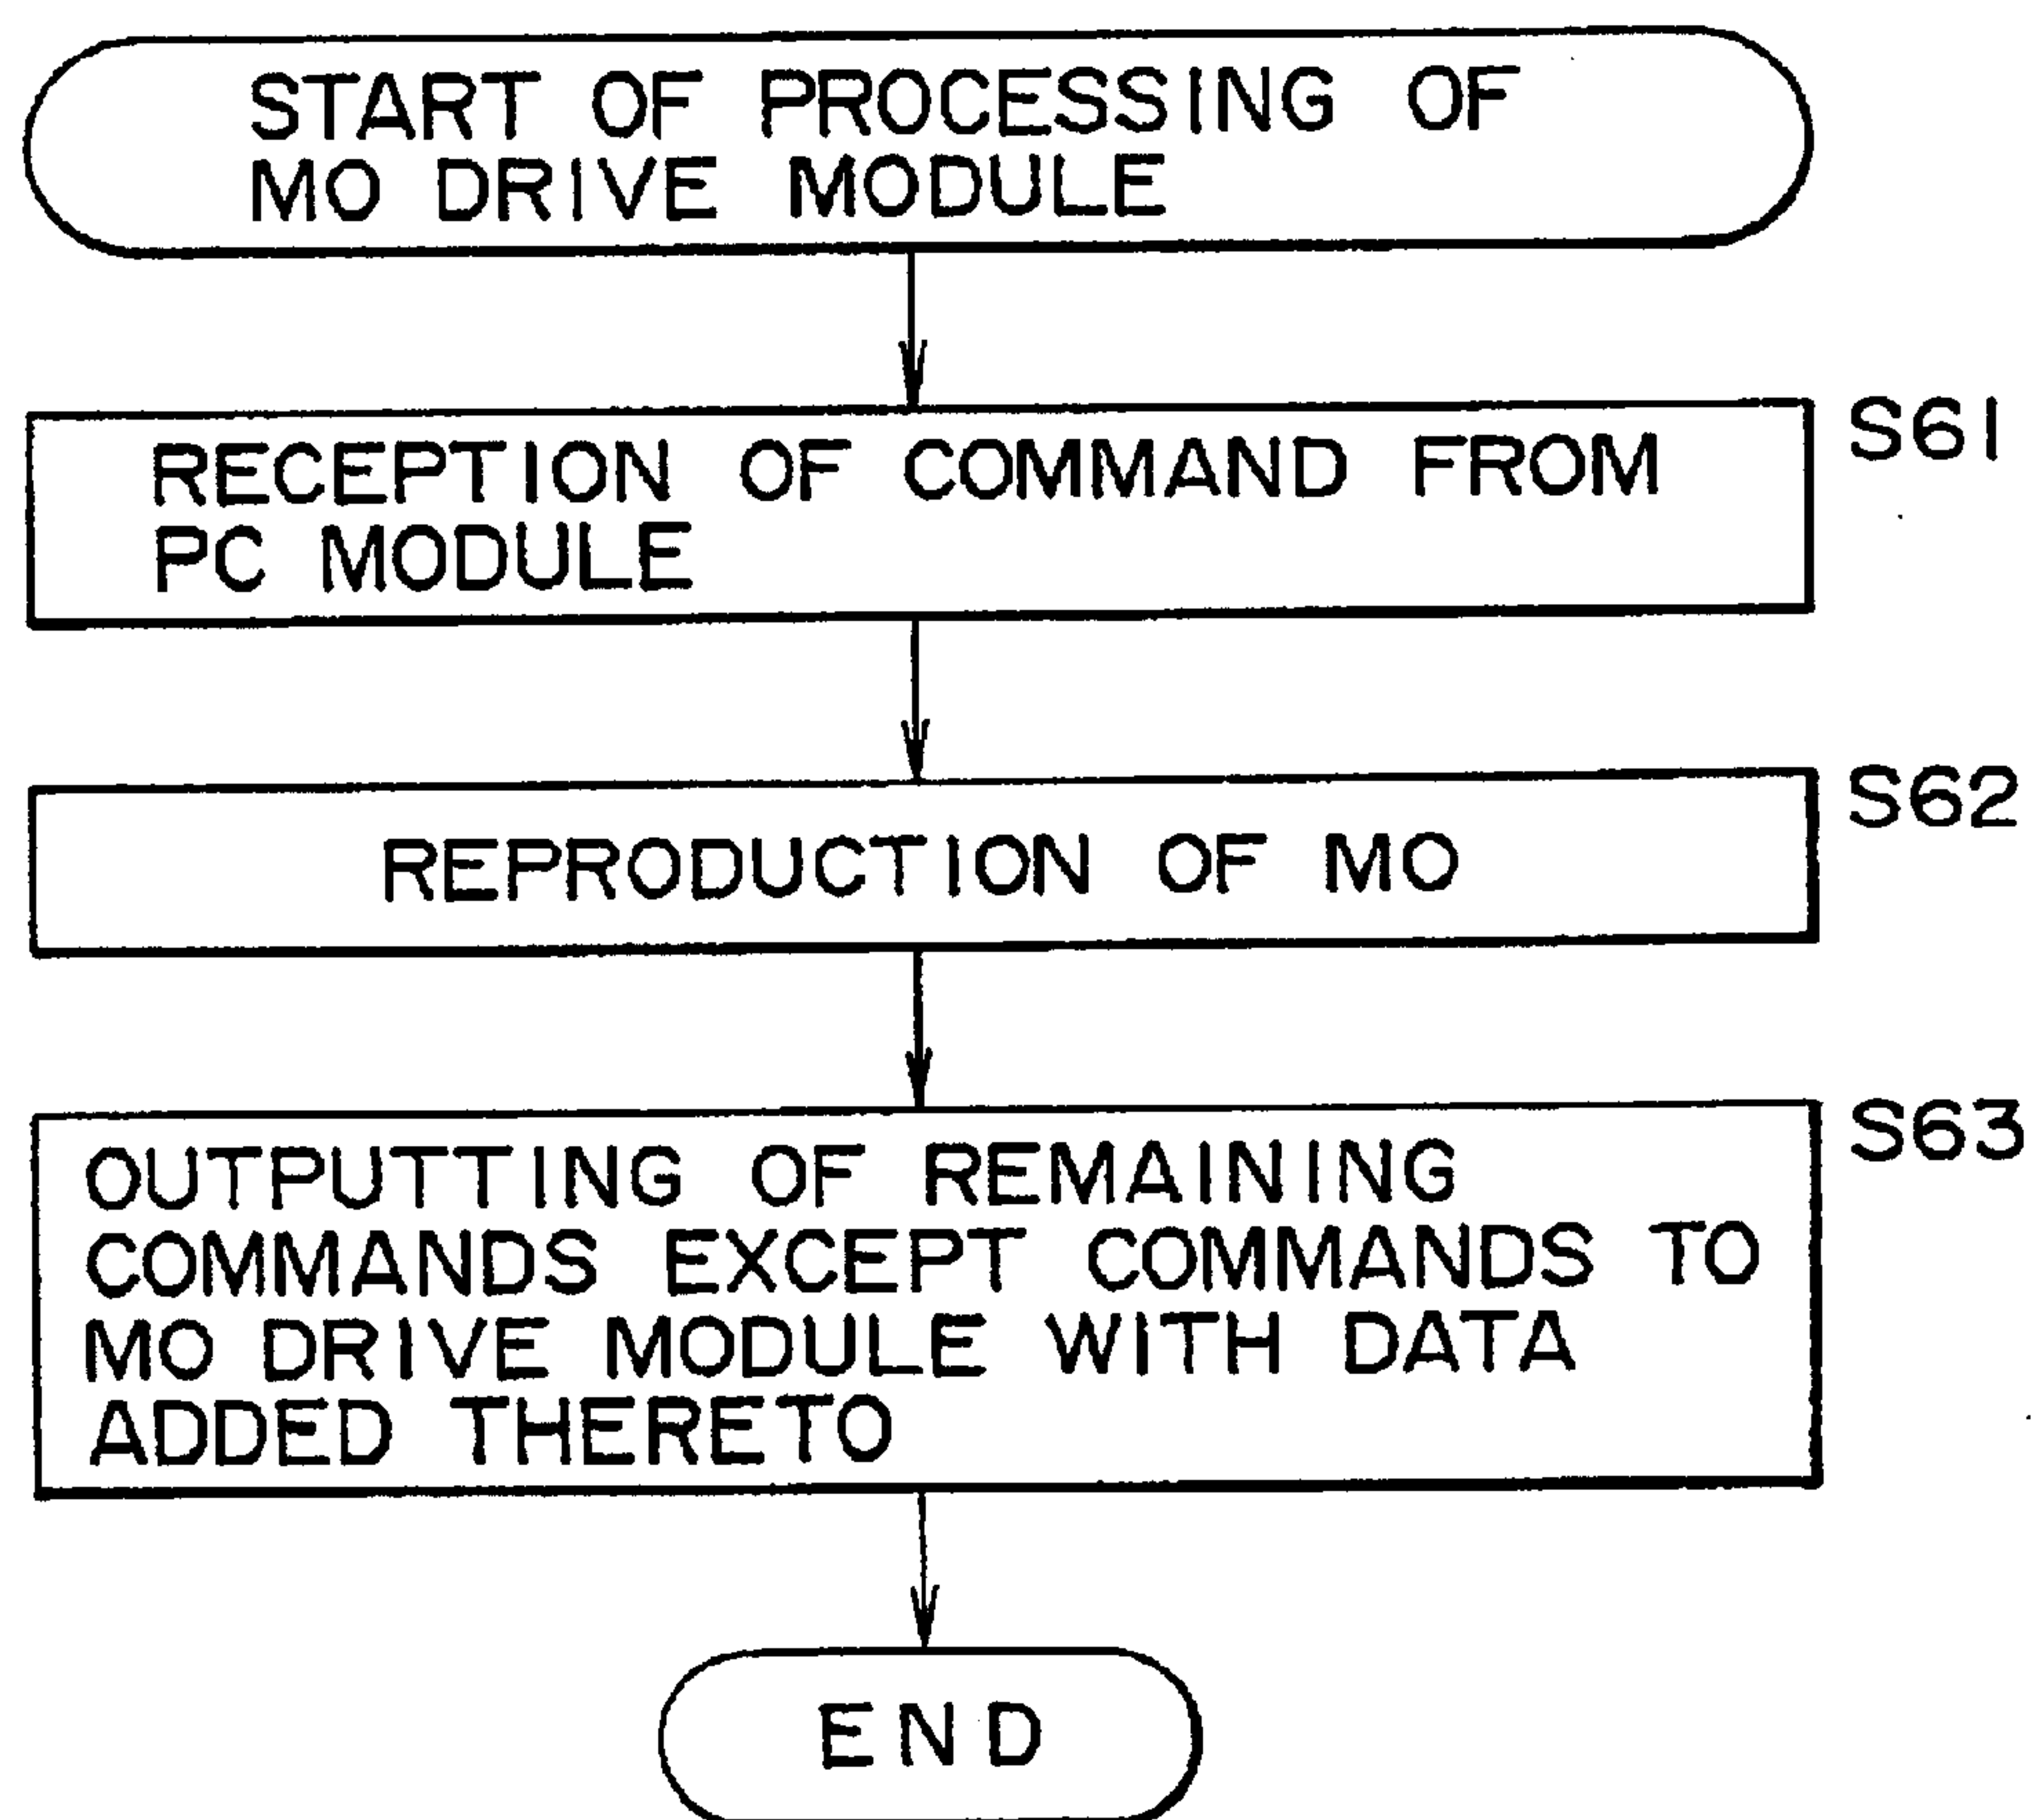 START OF PROCESSING OF
MO DRIVE MODULE
RECEPTION OF COMMAND FROM
PC MODULE
S61
REPRODUCTION OF MO
S62
OUTPUTTING OF REMAINING
COMMANDS EXCEPT COMMANDS TO
MO DRIVE MODULE WITH DATA
ADDED THERETO
S63
END